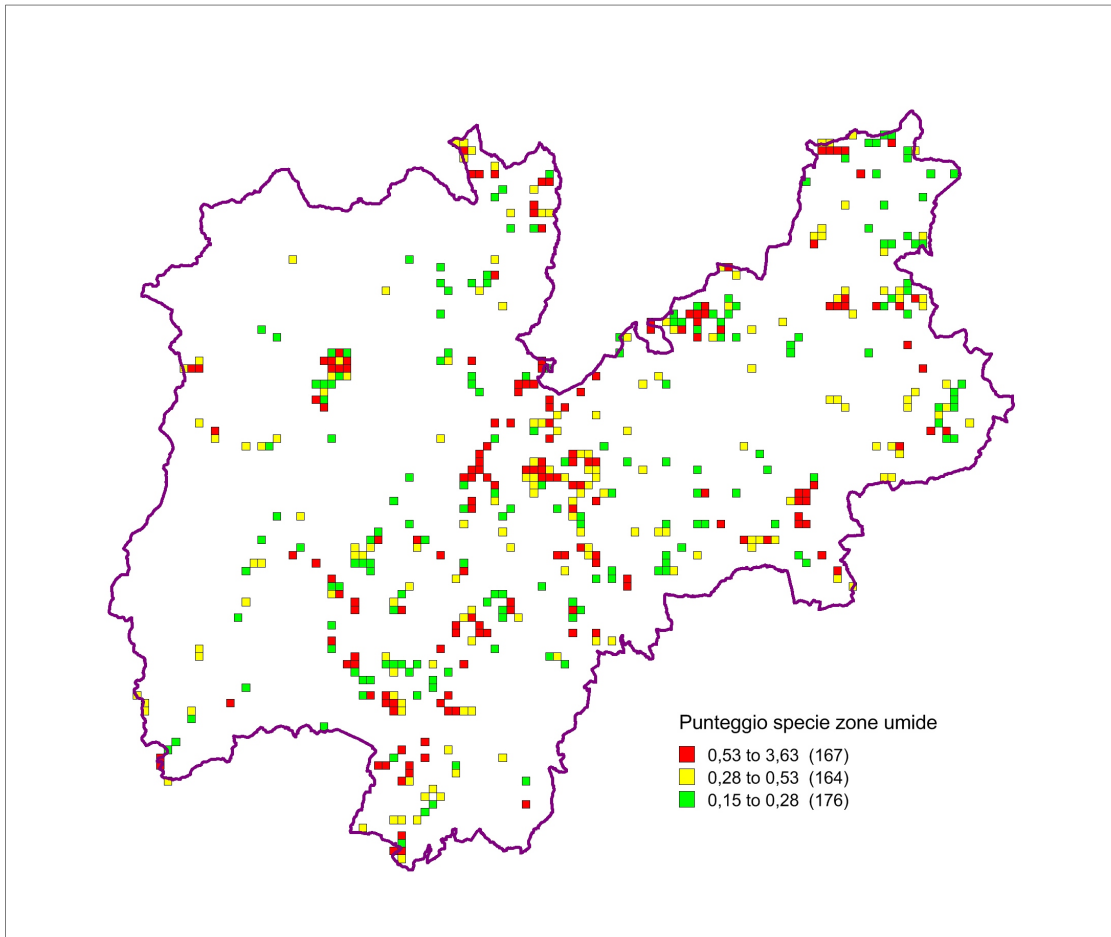 Punteggio specie zone umide
0,53 to 3,63 (167)
0,28 to 0,53 (164)
0,15 to 0,28 (176)